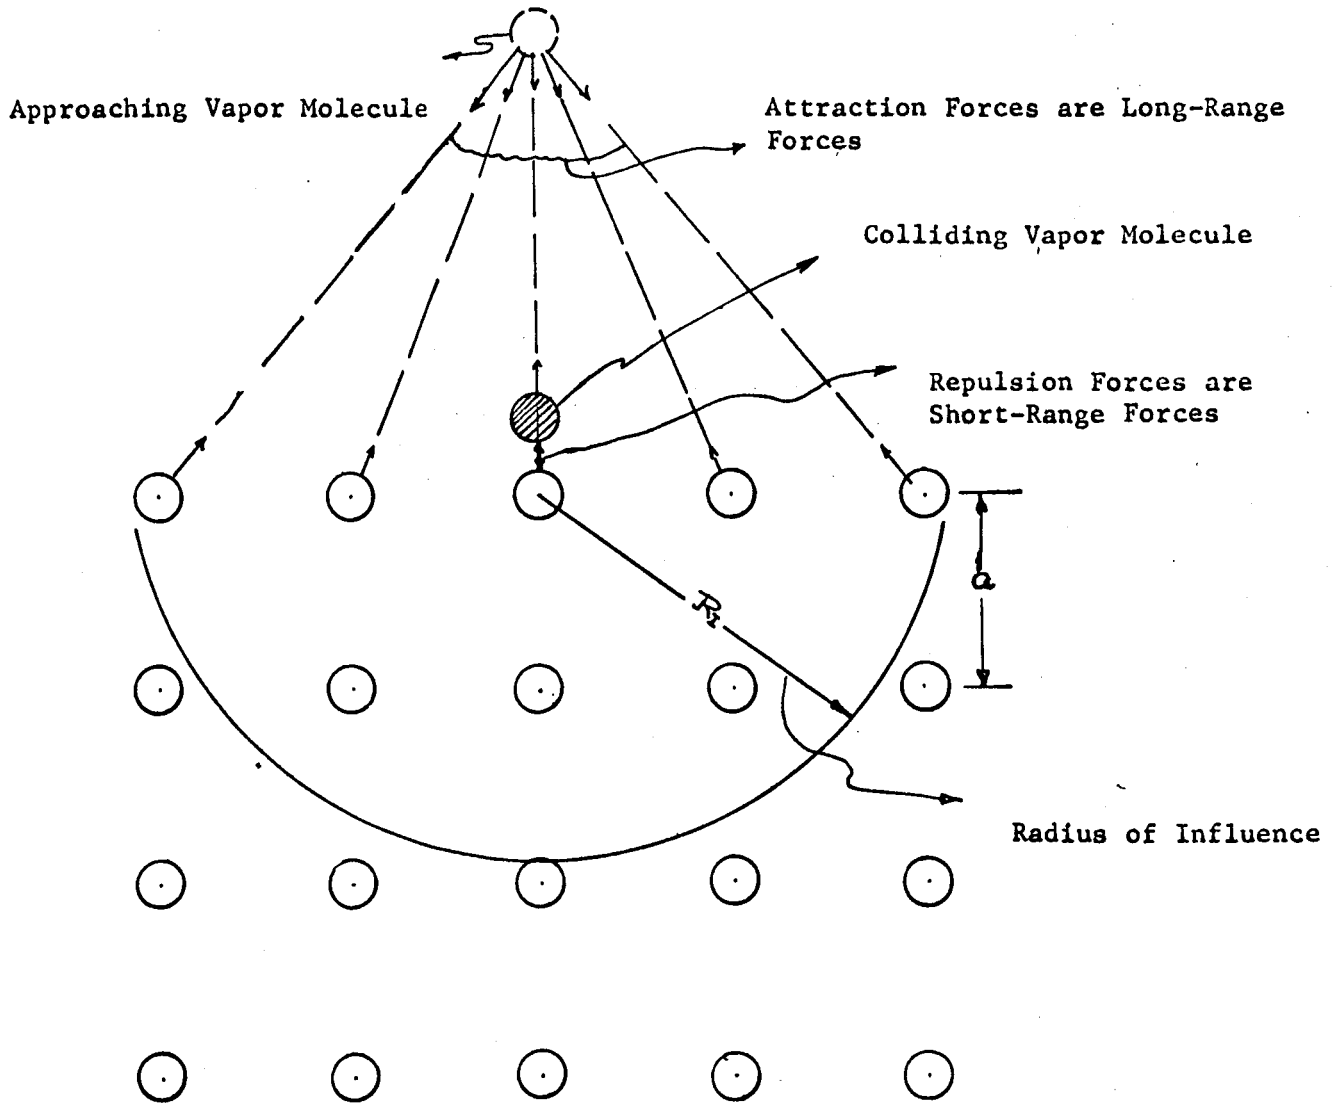 Approaching Vapor Molecule
Attraction Forces are Long-Range
Forces
Colliding Vapor Molecule
Repulsion Forces are
Short-Range Forces
a
R_I
Radius of Influence